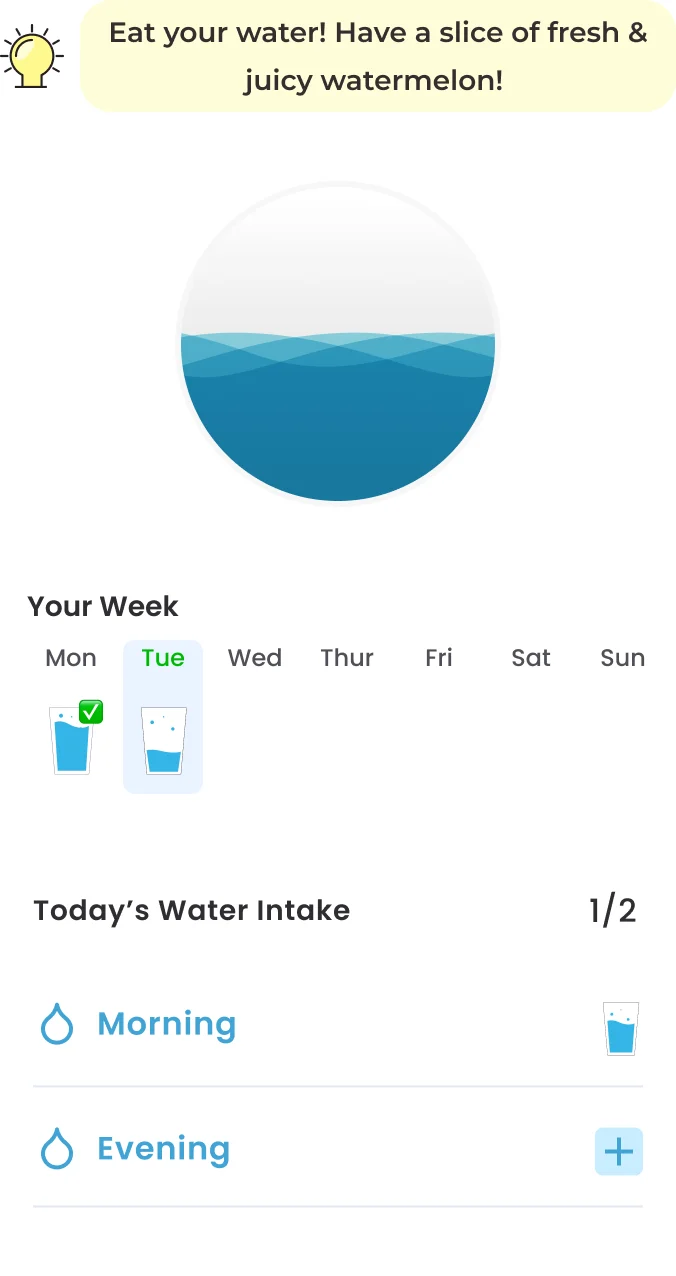 Eat your water! Have a slice of fresh &
juicy watermelon!
Your Week
Mon Tue Wed Thur Fri Sat Sun
Today’s Water Intake 1/2
Morning
Evening